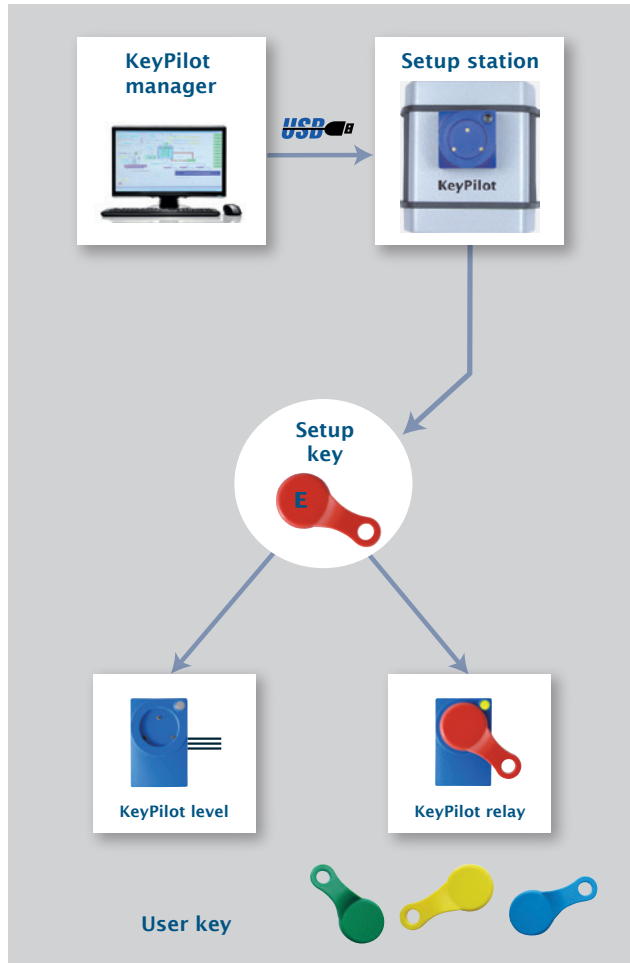 KeyPilot
manager
Setup station
USB
KeyPilot
Setup
key
E
KeyPilot level
KeyPilot relay
User key